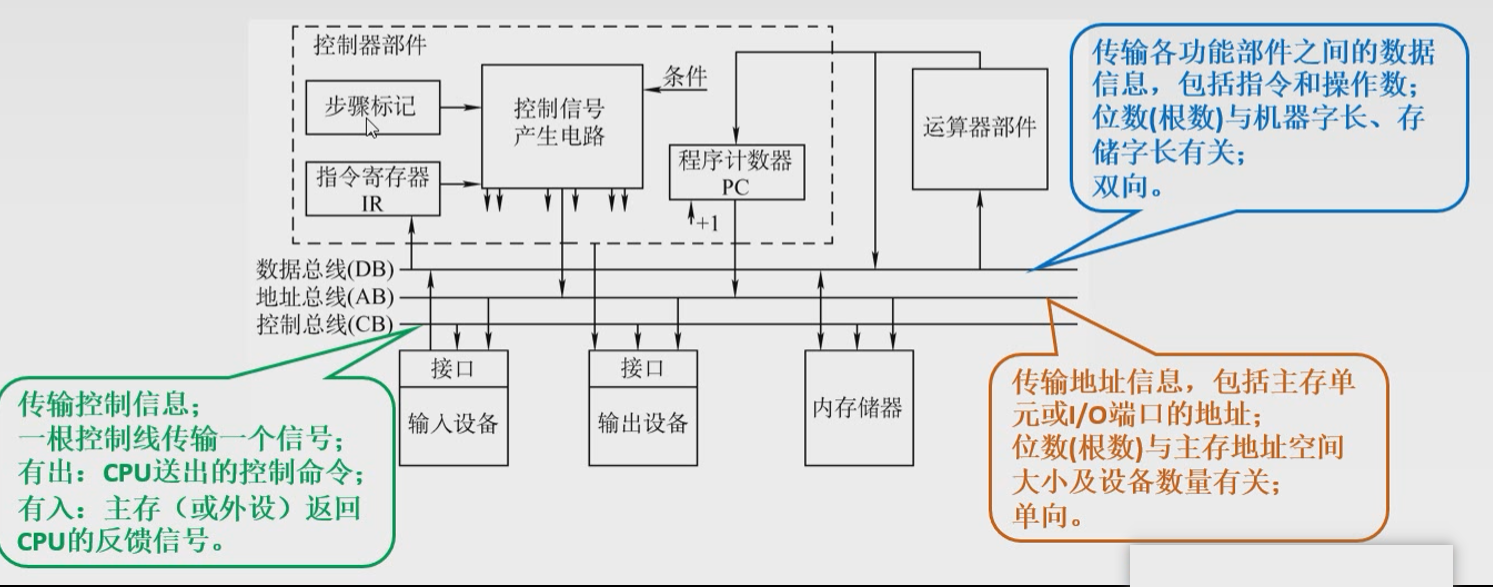 控制器部件
步骤标记
控制信号
产生电路
条件
指令寄存器
IR
程序计数器
PC
+1
运算器部件
传输各功能部件之间的数据
信息，包括指令和操作数；
位数(根数)与机器字长、存
储字长有关；
双向。
数据总线(DB)
地址总线(AB)
控制总线(CB)
接口
输入设备
接口
输出设备
内存储器
传输控制信息；
一根控制线传输一个信号；
有出：CPU送出的控制命令；
有入：主存（或外设）返回
CPU的反馈信号。
传输地址信息，包括主存单
元或I/O端口的地址；
位数(根数)与主存地址空间
大小及设备数量有关；
单向。